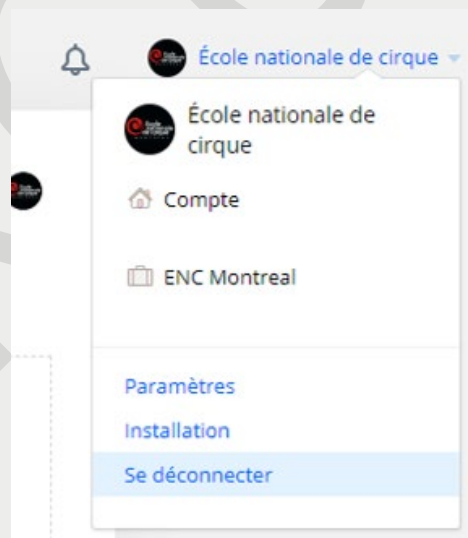 École nationale de cirque
École nationale de
cirque
Compte
ENC Montreal
Paramètres
Installation
Se déconnecter